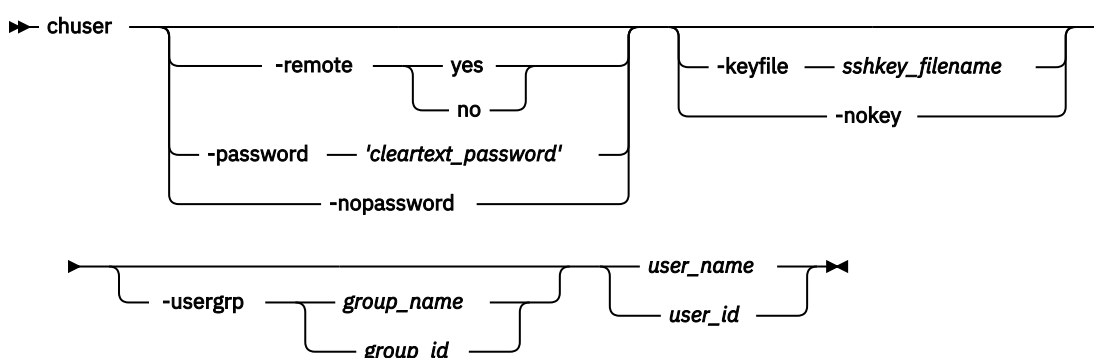 chuser
-remote yes
no
-password 'cleartext_password'
-nopassword
-keyfile sshkey_filename
-nokey
-usergrp group_name
group_id
user_name
user_id